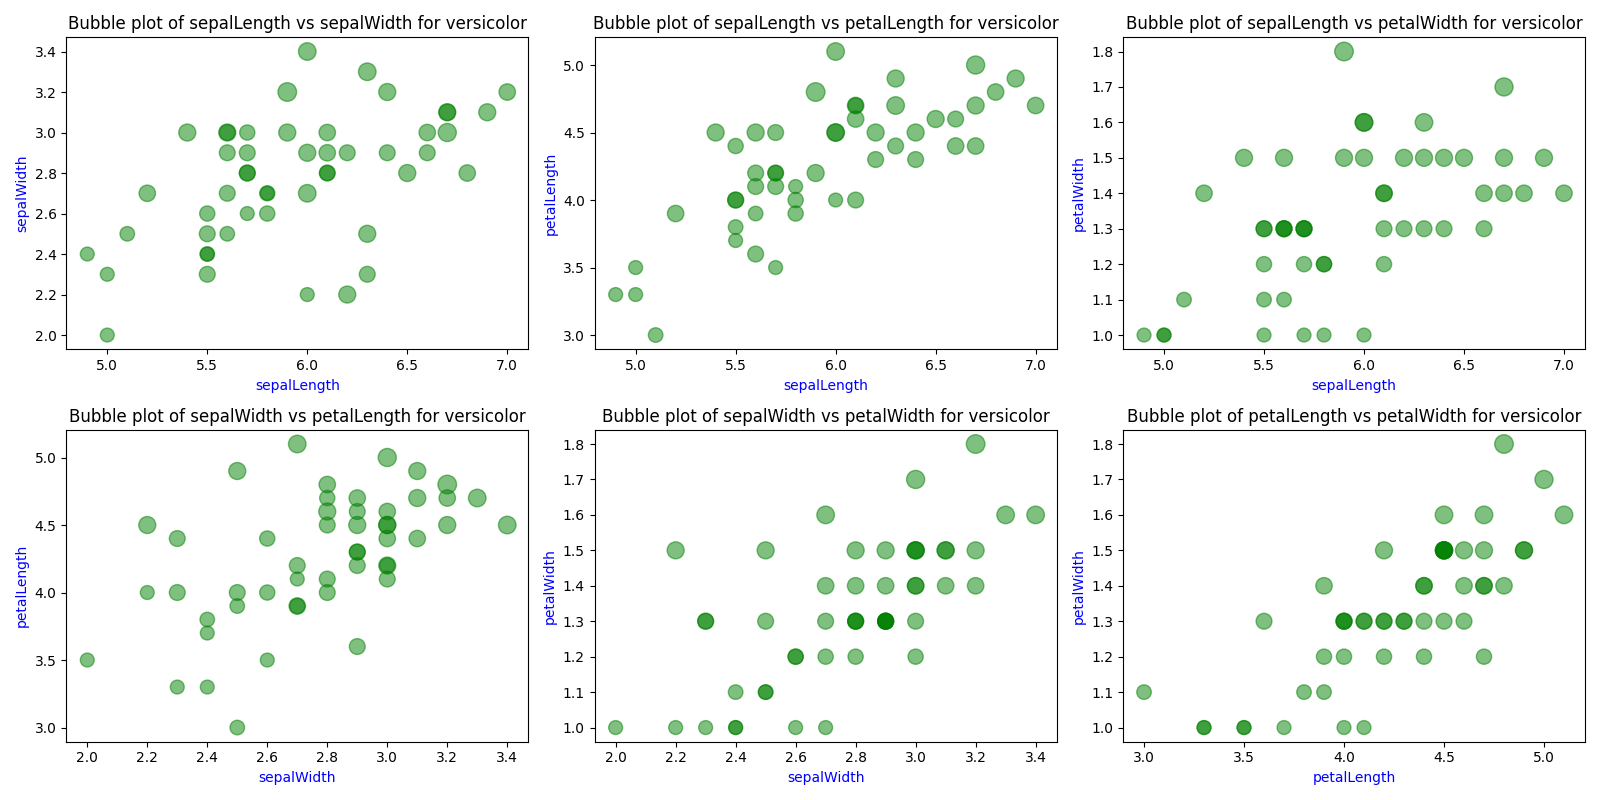 Bubble plot of sepalLength vs sepalWidth for versicolor
3.4
3.2
3.0
2.8
2.6
2.4
2.2
2.0
sepalWidth
5.0 5.5 6.0 6.5 7.0
sepalLength
Bubble plot of sepalLength vs petalLength for versicolor
5.0
4.5
4.0
3.5
3.0
petalLength
5.0 5.5 6.0 6.5 7.0
sepalLength
Bubble plot of sepalLength vs petalWidth for versicolor
1.8
1.7
1.6
1.5
1.4
1.3
1.2
1.1
1.0
petalWidth
5.0 5.5 6.0 6.5 7.0
sepalLength
Bubble plot of sepalWidth vs petalLength for versicolor
5.0
4.5
4.0
3.5
3.0
petalLength
2.0 2.2 2.4 2.6 2.8 3.0 3.2 3.4
sepalWidth
Bubble plot of sepalWidth vs petalWidth for versicolor
1.8
1.7
1.6
1.5
1.4
1.3
1.2
1.1
1.0
petalWidth
2.0 2.2 2.4 2.6 2.8 3.0 3.2 3.4
sepalWidth
Bubble plot of petalLength vs petalWidth for versicolor
1.8
1.7
1.6
1.5
1.4
1.3
1.2
1.1
1.0
petalWidth
3.0 3.5 4.0 4.5 5.0
petalLength